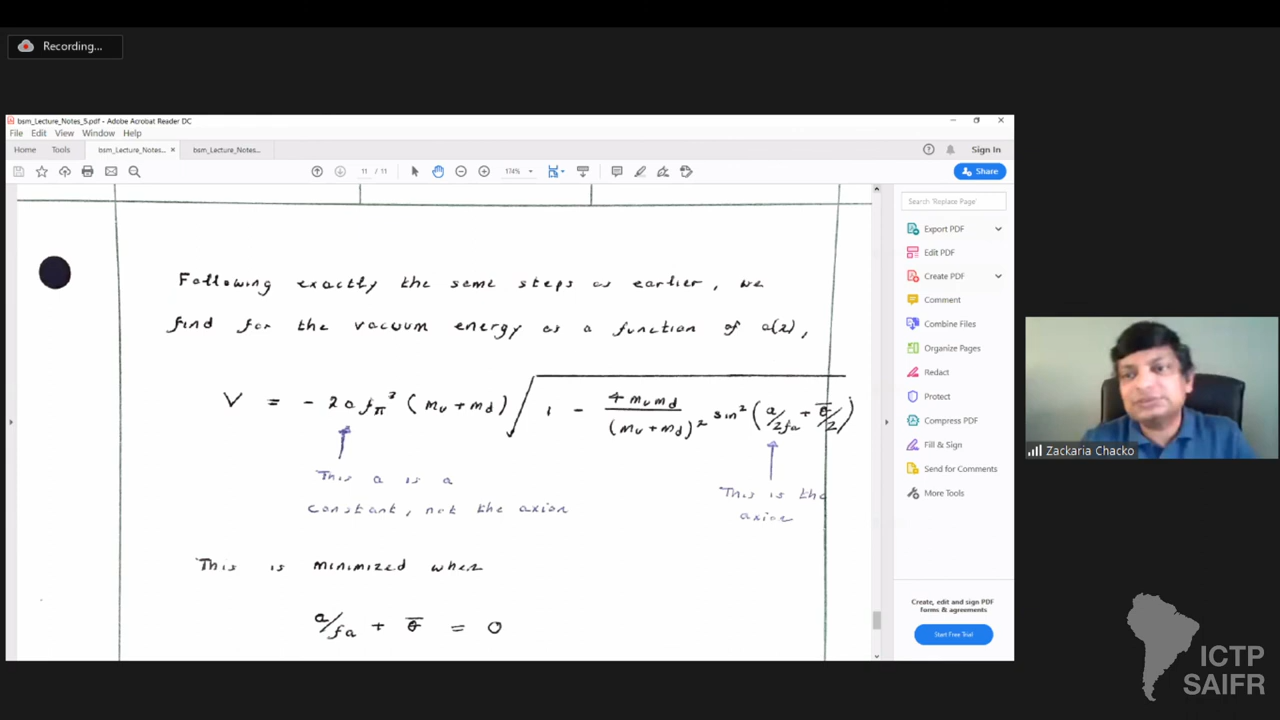 Recording...
bsm_Lecture_Notes_5.pdf - Adobe Acrobat Reader DC
File Edit View Window Help
Home Tools bsm_Lecture_Notes... × bsm_Lecture_Notes... Sign In
11 / 11 174% Share
Following exactly the same steps as earlier, we
find for the vacuum energy as a function of a(x),
V = - 2a fπ² (mu + md) √ 1 - 4 mu md / (mu + md)² sin² (a/2fa + θ̄/2)
This a is a
constant, not the axion
This is the
axion
This is minimized when
a/fa + θ̄ = 0
Search 'Replace Page'
Export PDF
Edit PDF
Create PDF
Comment
Combine Files
Organize Pages
Redact
Protect
Compress PDF
Fill & Sign
Send for Comments
More Tools
Create, edit and sign PDF
forms & agreements
Start Free Trial
Zackaria Chacko
ICTP
SAIFR